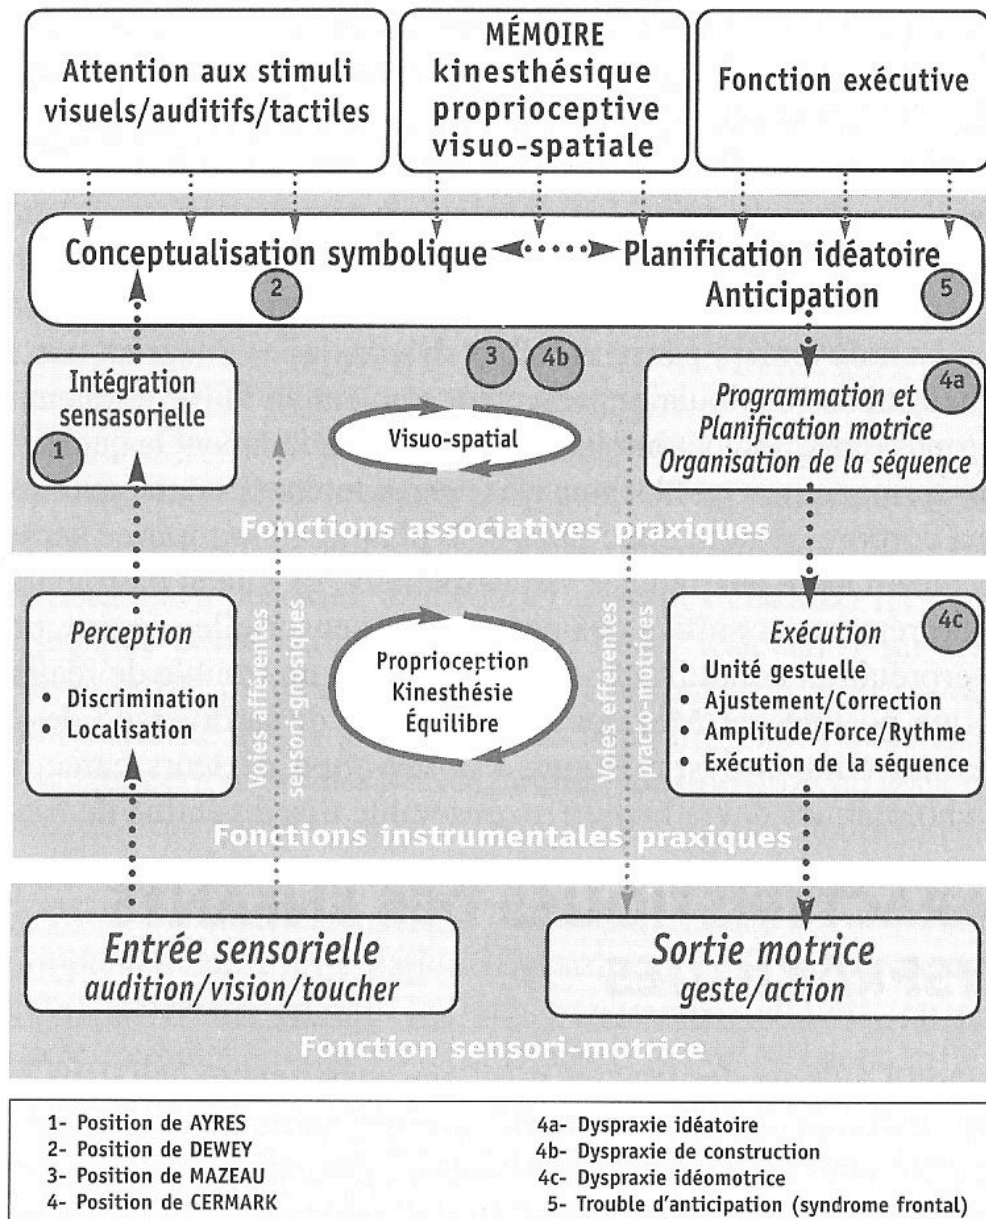 Attention aux stimuli
visuels/auditifs/tactiles
MÉMOIRE
kinesthésique
proprioceptive
visuo-spatiale
Fonction exécutive
Conceptualisation symbolique
2
Planification idéatoire
Anticipation
5
Intégration
sensasorielle
1
3
4b
Visuo-spatial
4a
Programmation et
Planification motrice
Organisation de la séquence
Fonctions associatives praxiques
Perception
• Discrimination
• Localisation
Voies afférentes
sensori-gnosiques
Proprioception
Kinesthésie
Équilibre
Voies efférentes
praco-motrices
4c
Exécution
• Unité gestuelle
• Ajustement/Correction
• Amplitude/Force/Rythme
• Exécution de la séquence
Fonctions instrumentales praxiques
Entrée sensorielle
audition/vision/toucher
Sortie motrice
geste/action
Fonction sensori-motrice
1- Position de AYRES
2- Position de DEWEY
3- Position de MAZEAU
4- Position de CERMARK
4a- Dyspraxie idéatoire
4b- Dyspraxie de construction
4c- Dyspraxie idéomotrice
5- Trouble d'anticipation (syndrome frontal)